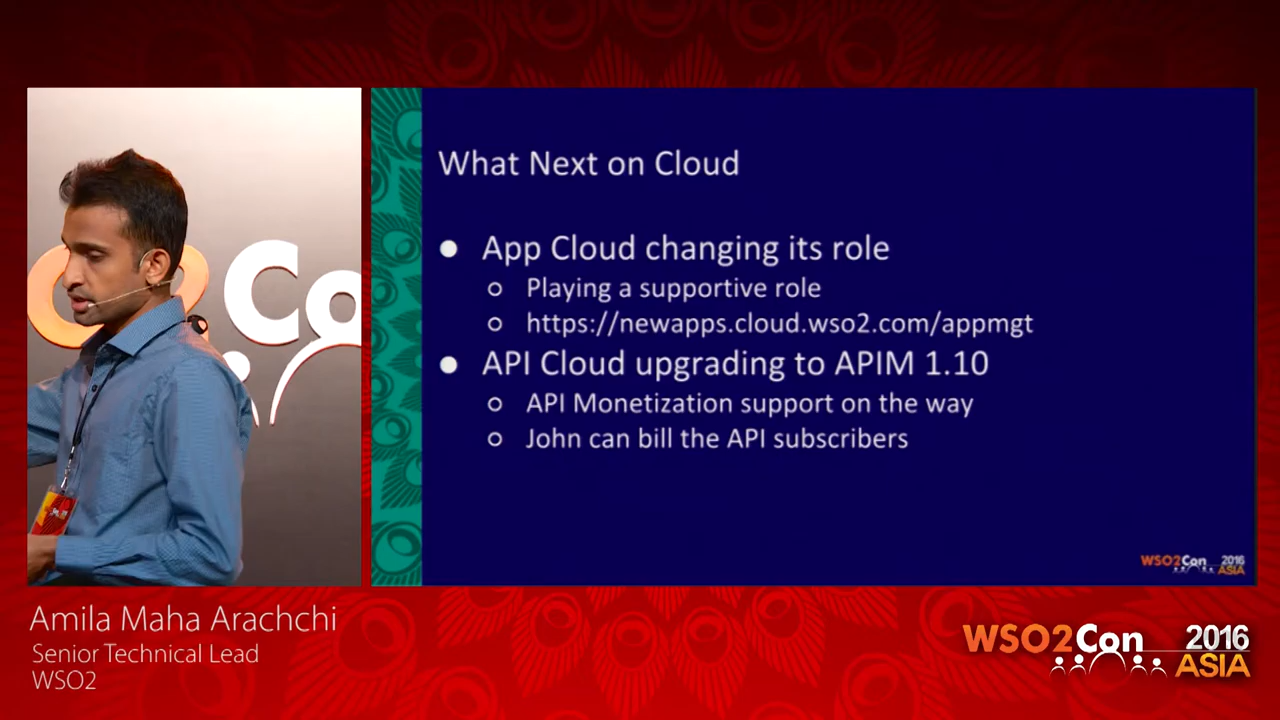 What Next on Cloud
● App Cloud changing its role
○ Playing a supportive role
○ https://newapps.cloud.wso2.com/appmgt
● API Cloud upgrading to APIM 1.10
○ API Monetization support on the way
○ John can bill the API subscribers
WSO2Con 2016
ASIA
Amila Maha Arachchi
Senior Technical Lead
WSO2
WSO2Con 2016
ASIA